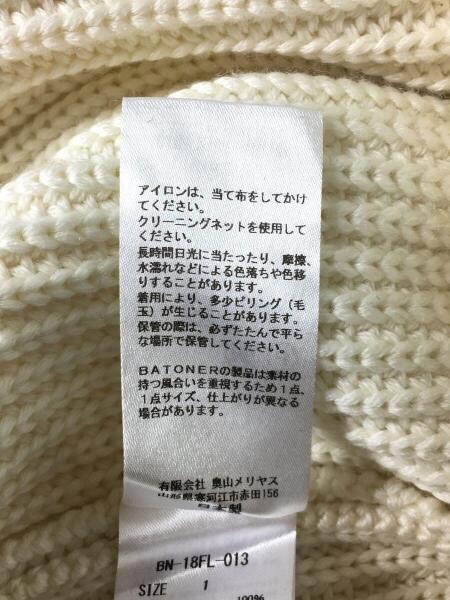 アイロンは、当て布をしてかけ
てください。
クリーニングネットを使用して
ください。
長時間日光に当たったり、摩擦、
水濡れなどによる色落ちや色移
りすることがあります。
着用により、多少ピリング（毛
玉）が生じることがあります。
保管の際は、必ずたたんで平ら
な場所で保管してください。
BATONERの製品は素材の
持つ風合いを重視するため1点、
1点サイズ、仕上がりが異なる
場合があります。
有限会社 奥山メリヤス
山形県寒河江市赤田156
日本製
BN-18FL-013
SIZE 1
100%